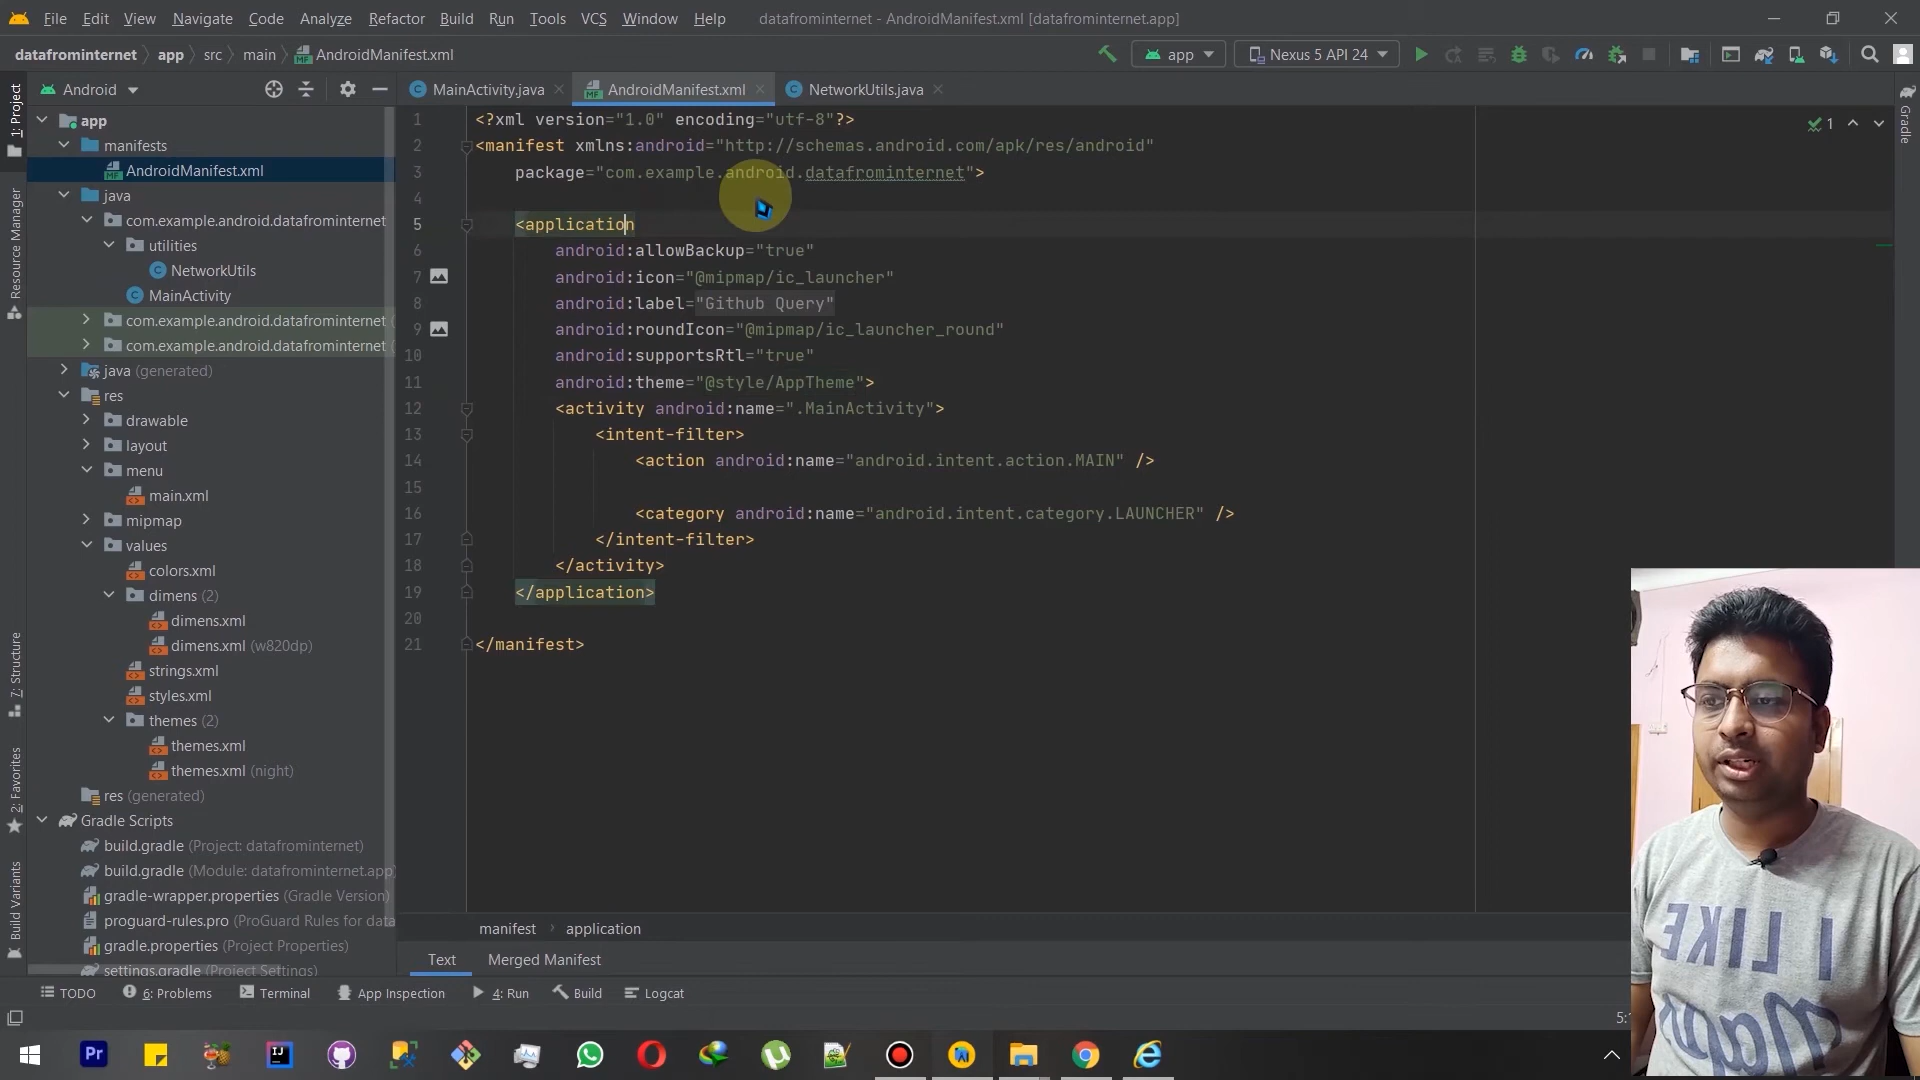 File Edit View Navigate Code Analyze Refactor Build Run Tools VCS Window Help datafrominternet - AndroidManifest.xml [datafrominternet.app]
datafrominternet app src main AndroidManifest.xml app Nexus 5 API 24
1: Project
Resource Manager
7: Structure
2: Favorites
Build Variants
Android
app
manifests
AndroidManifest.xml
java
com.example.android.datafrominternet
utilities
NetworkUtils
MainActivity
com.example.android.datafrominternet (
com.example.android.datafrominternet (
java (generated)
res
drawable
layout
menu
main.xml
mipmap
values
colors.xml
dimens (2)
dimens.xml
dimens.xml (w820dp)
strings.xml
styles.xml
themes (2)
themes.xml
themes.xml (night)
res (generated)
Gradle Scripts
build.gradle (Project: datafrominternet)
build.gradle (Module: datafrominternet.app)
gradle-wrapper.properties (Gradle Version)
proguard-rules.pro (ProGuard Rules for data
gradle.properties (Project Properties)
settings.gradle (Project Settings)
MainActivity.java AndroidManifest.xml NetworkUtils.java
1 <?xml version="1.0" encoding="utf-8"?>
2 <manifest xmlns:android="http://schemas.android.com/apk/res/android"
3 package="com.example.android.datafrominternet">
4
5 <application
6 android:allowBackup="true"
7 android:icon="@mipmap/ic_launcher"
8 android:label="Github Query"
9 android:roundIcon="@mipmap/ic_launcher_round"
10 android:supportsRtl="true"
11 android:theme="@style/AppTheme">
12 <activity android:name=".MainActivity">
13 <intent-filter>
14 <action android:name="android.intent.action.MAIN" />
15
16 <category android:name="android.intent.category.LAUNCHER" />
17 </intent-filter>
18 </activity>
19 </application>
20
21 </manifest>
1
Gradle
manifest application
Text Merged Manifest
TODO 6: Problems Terminal App Inspection 4: Run Build Logcat
5:
Pr
IJ
I LIKE